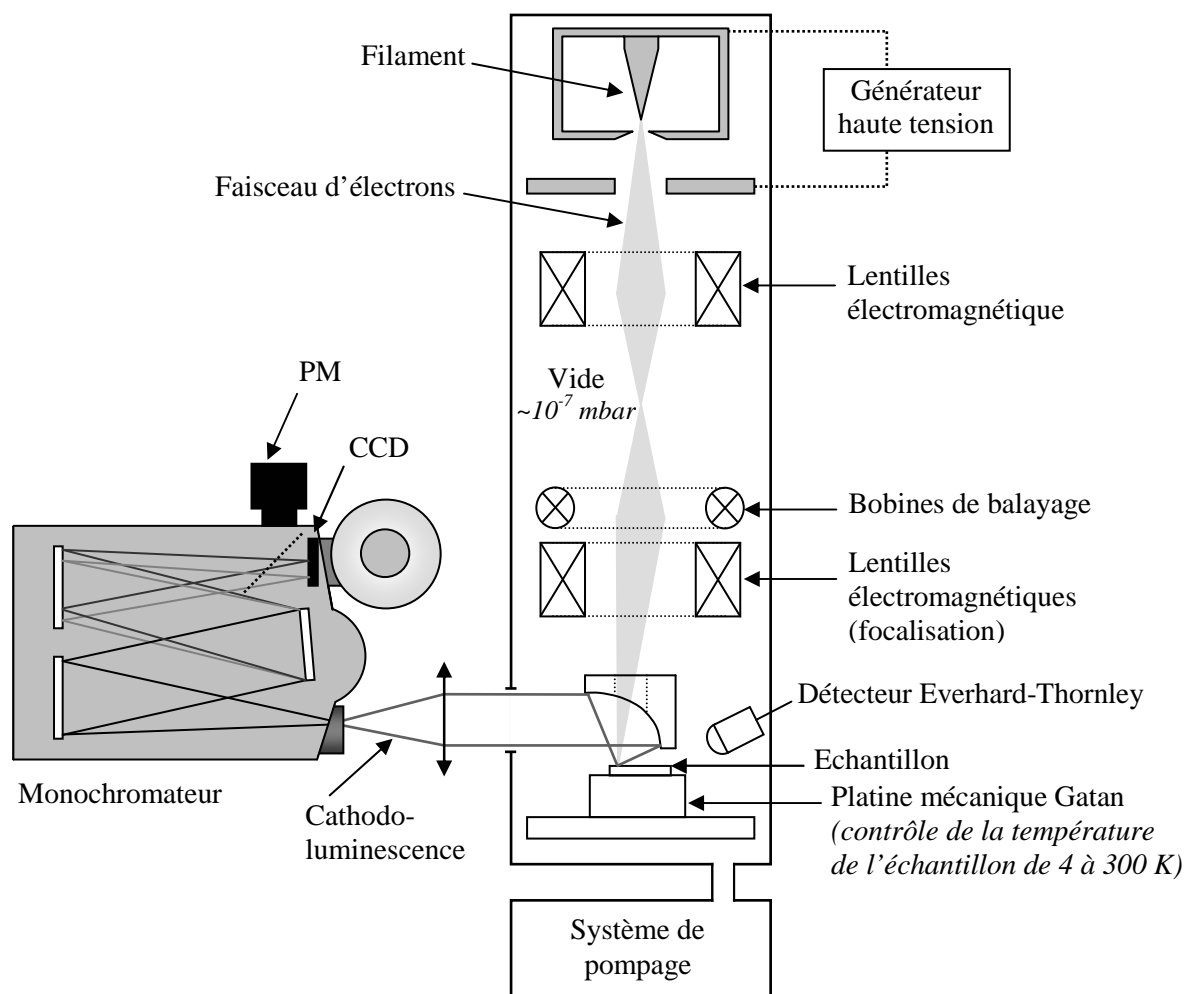 Filament
Générateur
haute tension
Faisceau d'électrons
Lentilles
électromagnétique
PM
Vide
~10⁻⁷ mbar
CCD
Bobines de balayage
Lentilles
électromagnétiques
(focalisation)
Détecteur Everhard-Thornley
Echantillon
Monochromateur
Platine mécanique Gatan
(contrôle de la température
de l'échantillon de 4 à 300 K)
Cathodo-
luminescence
Système de
pompage